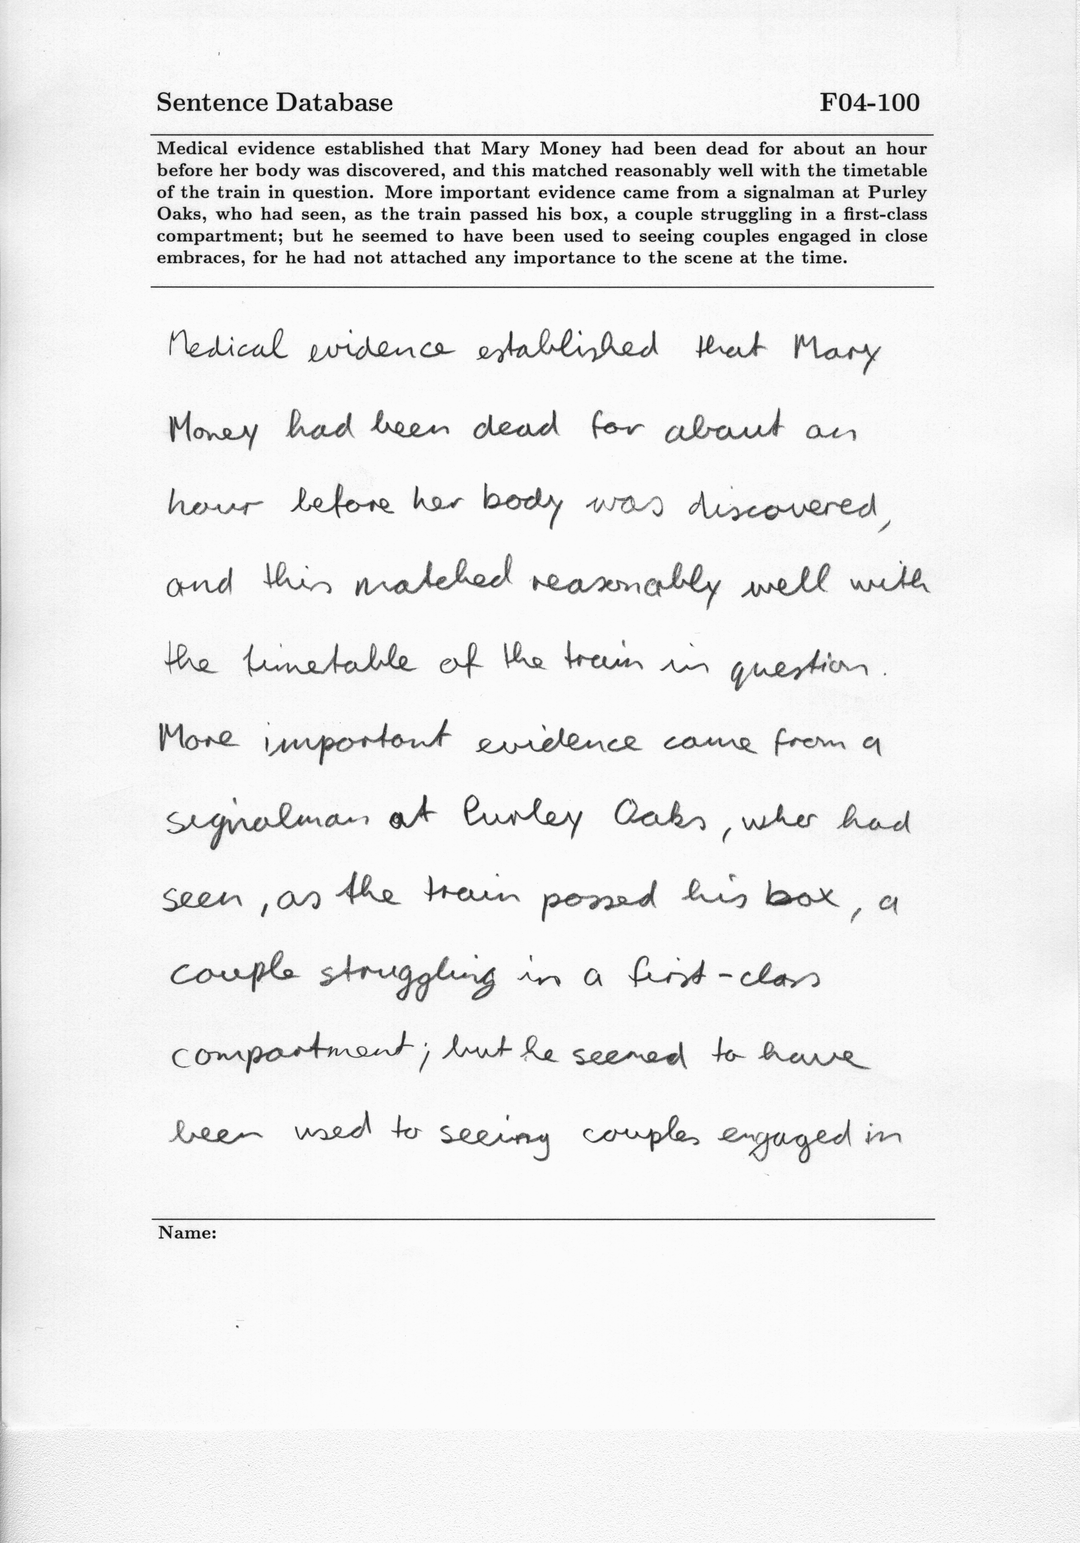 Sentence Database F04-100
Medical evidence established that Mary Money had been dead for about an hour
before her body was discovered, and this matched reasonably well with the timetable
of the train in question. More important evidence came from a signalman at Purley
Oaks, who had seen, as the train passed his box, a couple struggling in a first-class
compartment; but he seemed to have been used to seeing couples engaged in close
embraces, for he had not attached any importance to the scene at the time.
Medical evidence established that Mary
Money had been dead for about an
hour before her body was discovered,
and this matched reasonably well with
the timetable of the train in question.
More important evidence came from a
signalman at Purley Oaks, who had
seen, as the train passed his box, a
couple struggling in a first-class
compartment; but he seemed to have
been used to seeing couples engaged in
Name: